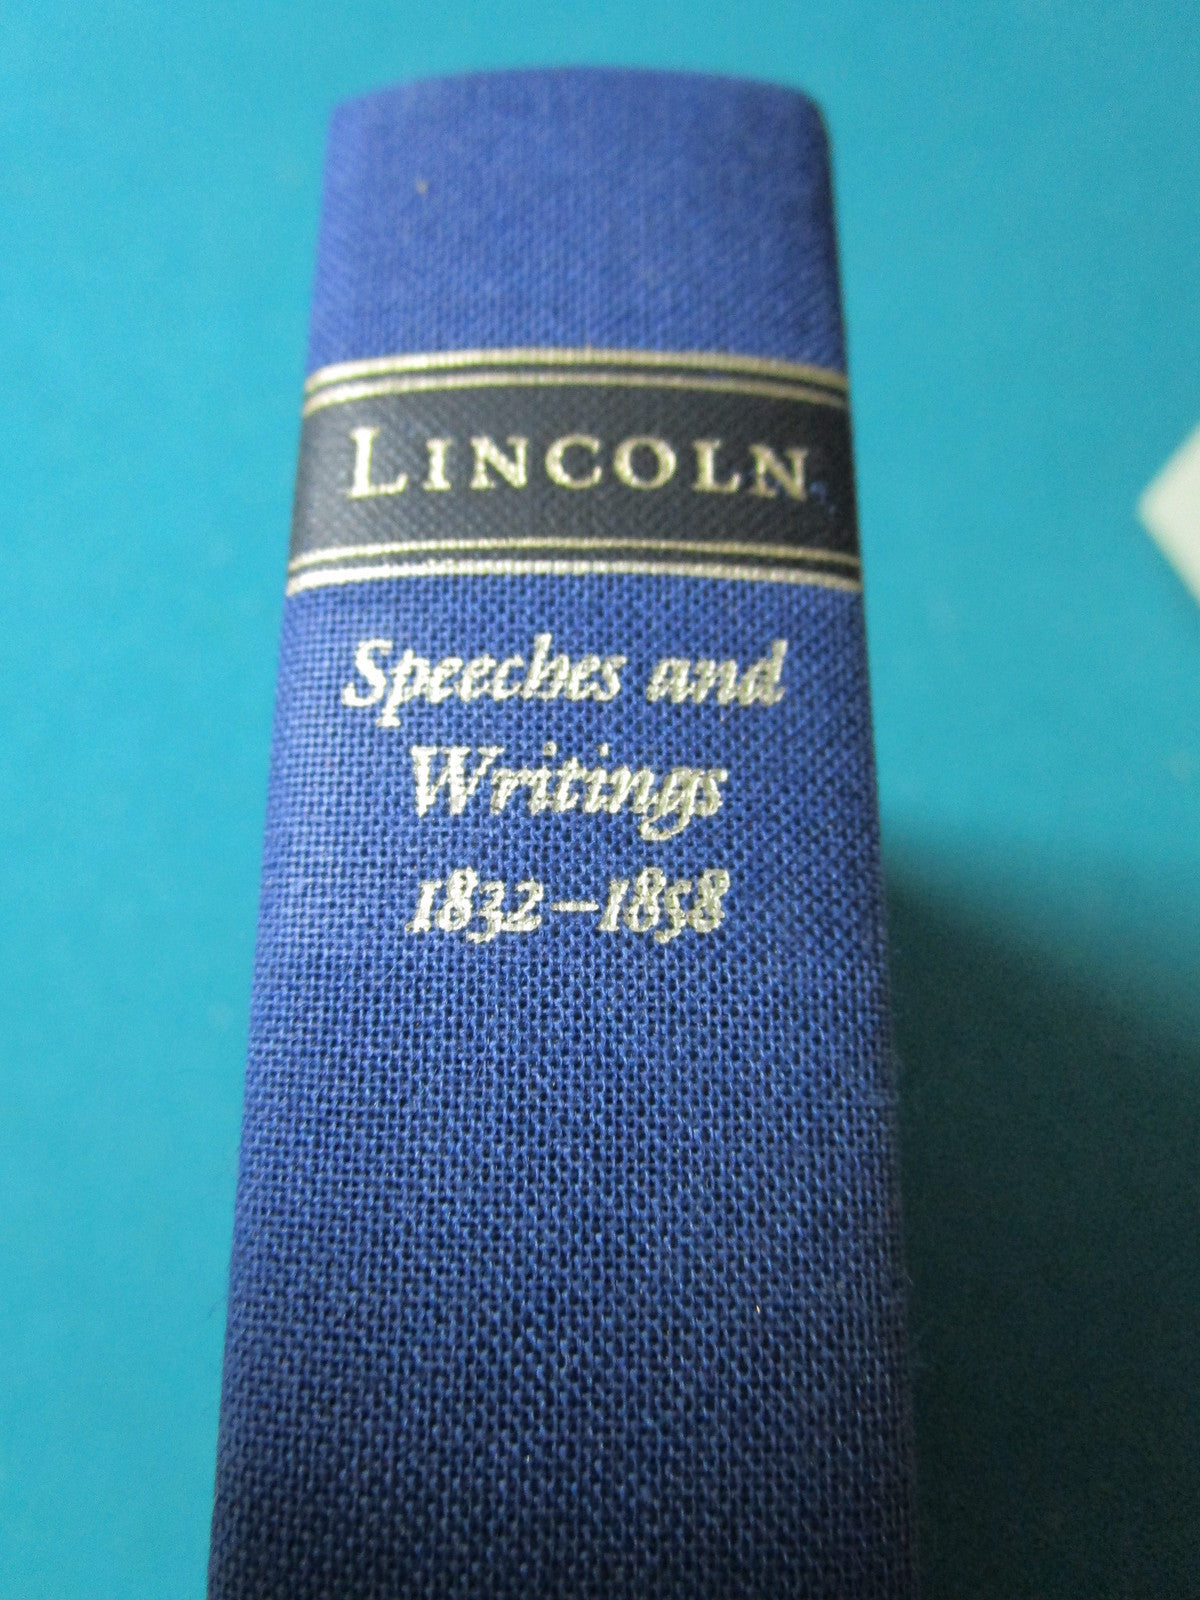 LINCOLN
Speeches and
Writings
1832–1858